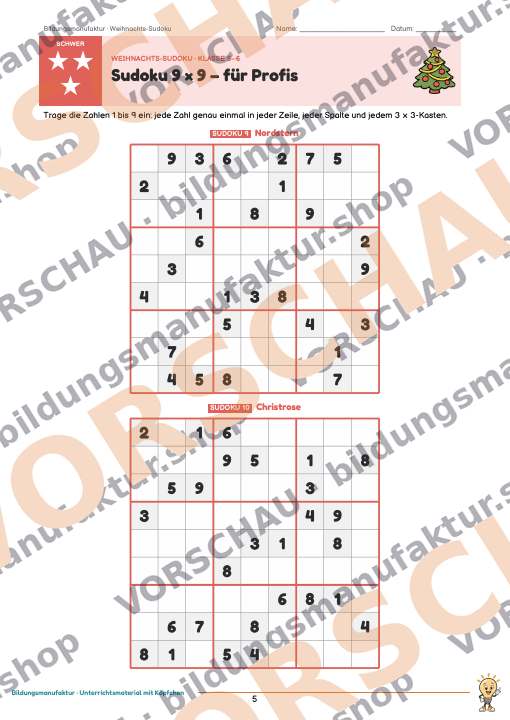 Bildungsmanufaktur · Weihnachts-Sudoku Name: Datum:
SCHWER
WEIHNACHTS-SUDOKU · KLASSE 5–6
Sudoku 9 × 9 – für Profis
Trage die Zahlen 1 bis 9 ein: jede Zahl genau einmal in jeder Zeile, jeder Spalte und jedem 3 × 3-Kasten.
SUDOKU 9 Nordstern
9 3 6 2 7 5
2 1
1 8 9
6 2
3 9
4 1 3 8
5 4 3
7 1
4 5 8 7
SUDOKU 10 Christrose
2 1 6
9 5 1 8
5 9 3
3 4 9
3 1 8
8
6 8 1
6 7 8 4
8 1 5 4
Bildungsmanufaktur · Unterrichtsmaterial mit Köpfchen
5
VORSCHAU · bildungsmanufaktur.shop
VORSCHAU